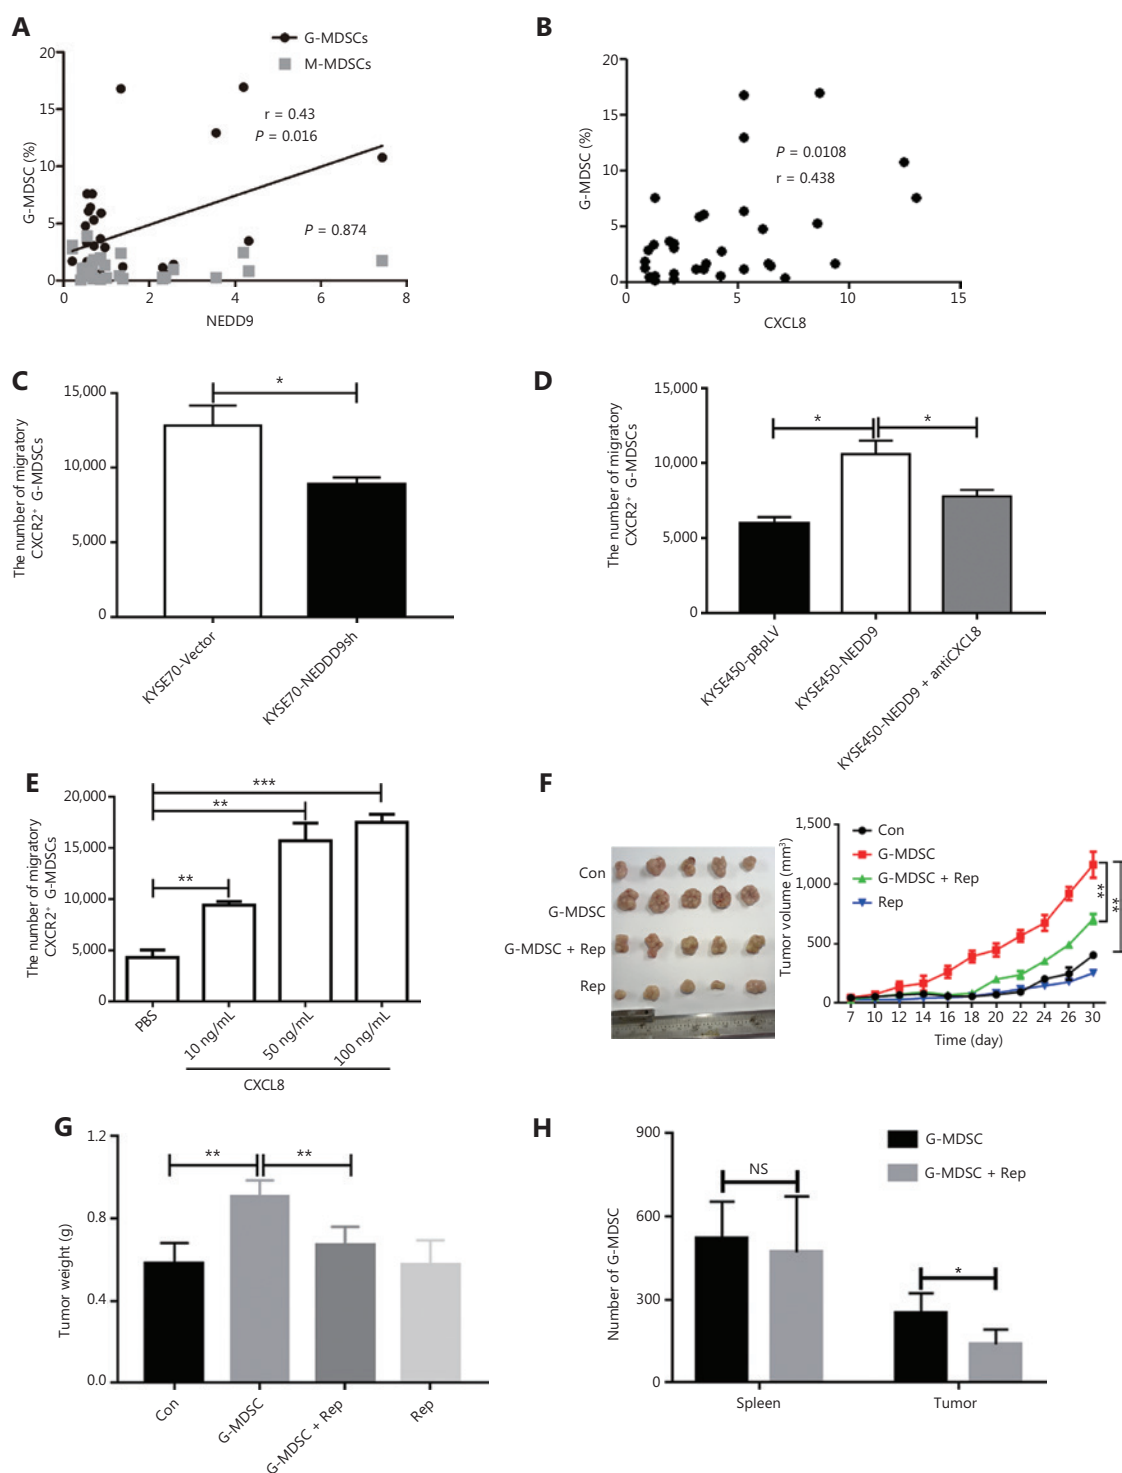 A
G-MDSCs
M-MDSCs
20
15
10
5
0
G-MDSC (%)
r = 0.43
P = 0.016
P = 0.874
0 2 4 6 8
NEDD9
B
20
15
10
5
0
G-MDSC (%)
P = 0.0108
r = 0.438
0 5 10 15
CXCL8
C
The number of migratory
CXCR2+ G-MDSCs
15,000
10,000
5,000
0
*
KYSE70-Vector
KYSE70-NEDDD9sh
D
The number of migratory
CXCR2+ G-MDSCs
15,000
10,000
5,000
0
* *
KYSE450-pBpLV
KYSE450-NEDD9
KYSE450-NEDD9 + antiCXCL8
E
The number of migratory
CXCR2+ G-MDSCs
20,000
15,000
10,000
5,000
0
***
**
**
PBS
10 ng/mL
50 ng/mL
100 ng/mL
CXCL8
F
Con
G-MDSC
G-MDSC + Rep
Rep
Tumor volume (mm3)
1,500
1,000
500
0
Con
G-MDSC
G-MDSC + Rep
Rep
**
**
7 10 12 14 16 18 20 22 24 26 30
Time (day)
G
Tumor weight (g)
1.2
0.8
0.4
0.0
** **
Con
G-MDSC
G-MDSC + Rep
Rep
H
Number of G-MDSC
900
600
300
0
G-MDSC
G-MDSC + Rep
NS
*
Spleen Tumor